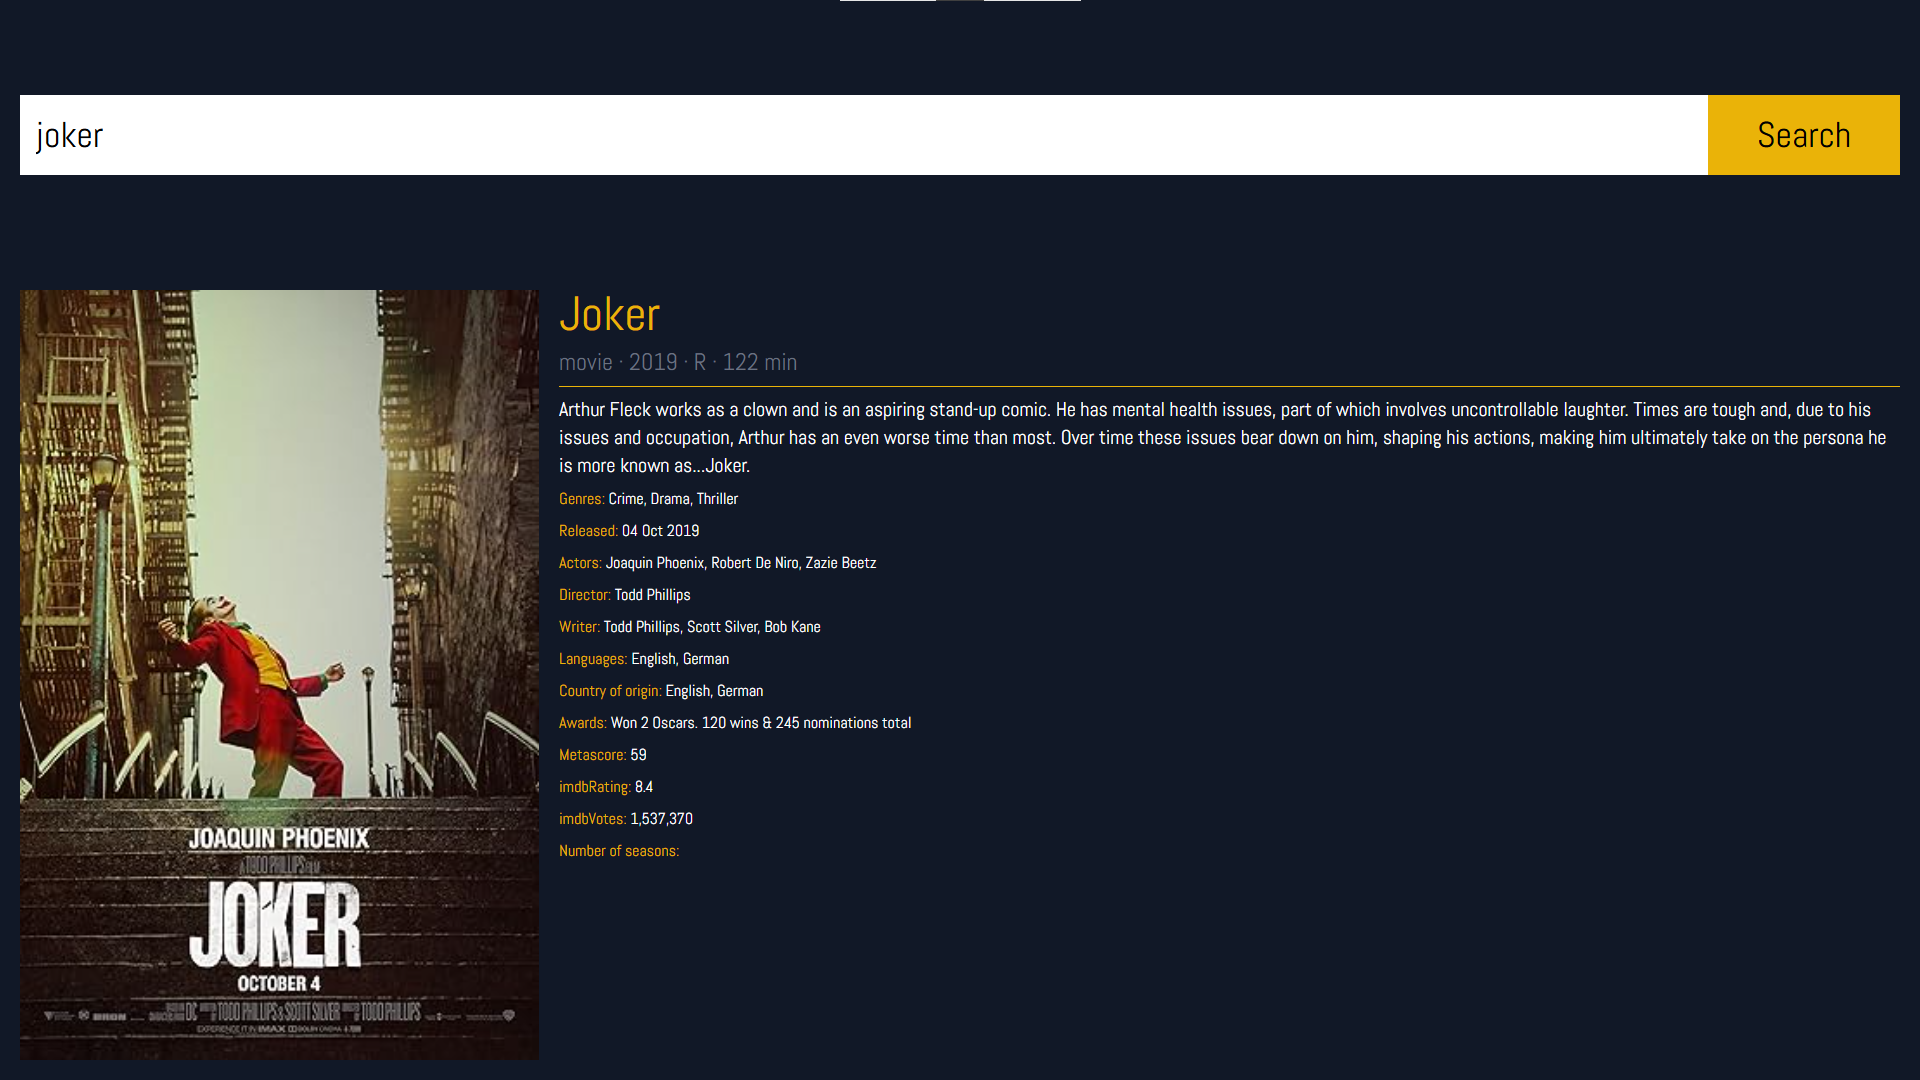 joker
Search
Joker
movie · 2019 · R · 122 min
Arthur Fleck works as a clown and is an aspiring stand-up comic. He has mental health issues, part of which involves uncontrollable laughter. Times are tough and, due to his
issues and occupation, Arthur has an even worse time than most. Over time these issues bear down on him, shaping his actions, making him ultimately take on the persona he
is more known as...Joker.
Genres: Crime, Drama, Thriller
Released: 04 Oct 2019
Actors: Joaquin Phoenix, Robert De Niro, Zazie Beetz
Director: Todd Phillips
Writer: Todd Phillips, Scott Silver, Bob Kane
Languages: English, German
Country of origin: English, German
Awards: Won 2 Oscars. 120 wins & 245 nominations total
Metascore: 59
imdbRating: 8.4
imdbVotes: 1,537,370
Number of seasons:
JOAQUIN PHOENIX
A TODD PHILLIPS FILM
JOKER
OCTOBER 4
DC TODD PHILLIPS & SCOTT SILVER TODD PHILLIPS
EXPERIENCE IT IN IMAX